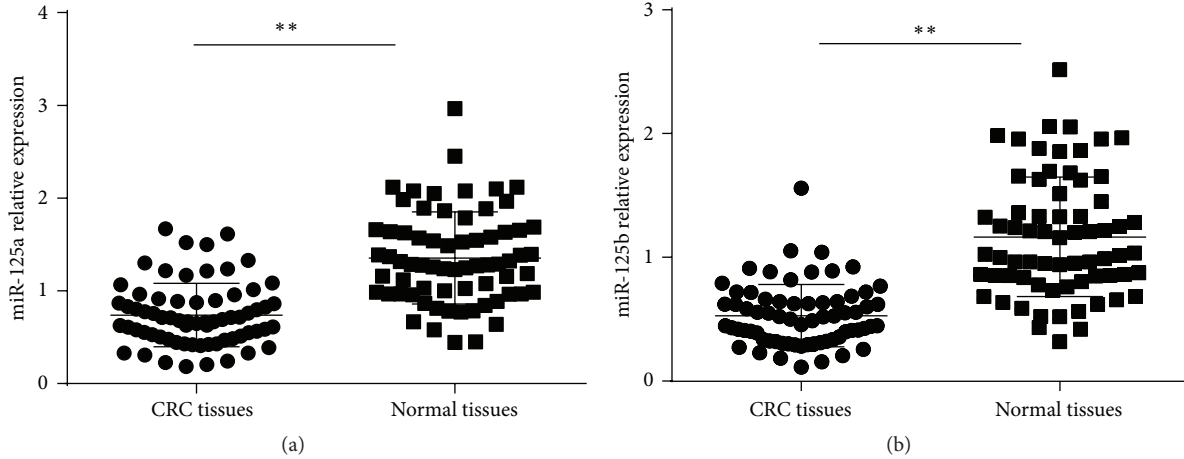 4
3
2
1
0
miR-125a relative expression
**
CRC tissues
Normal tissues
(a)
3
2
1
0
miR-125b relative expression
**
CRC tissues
Normal tissues
(b)